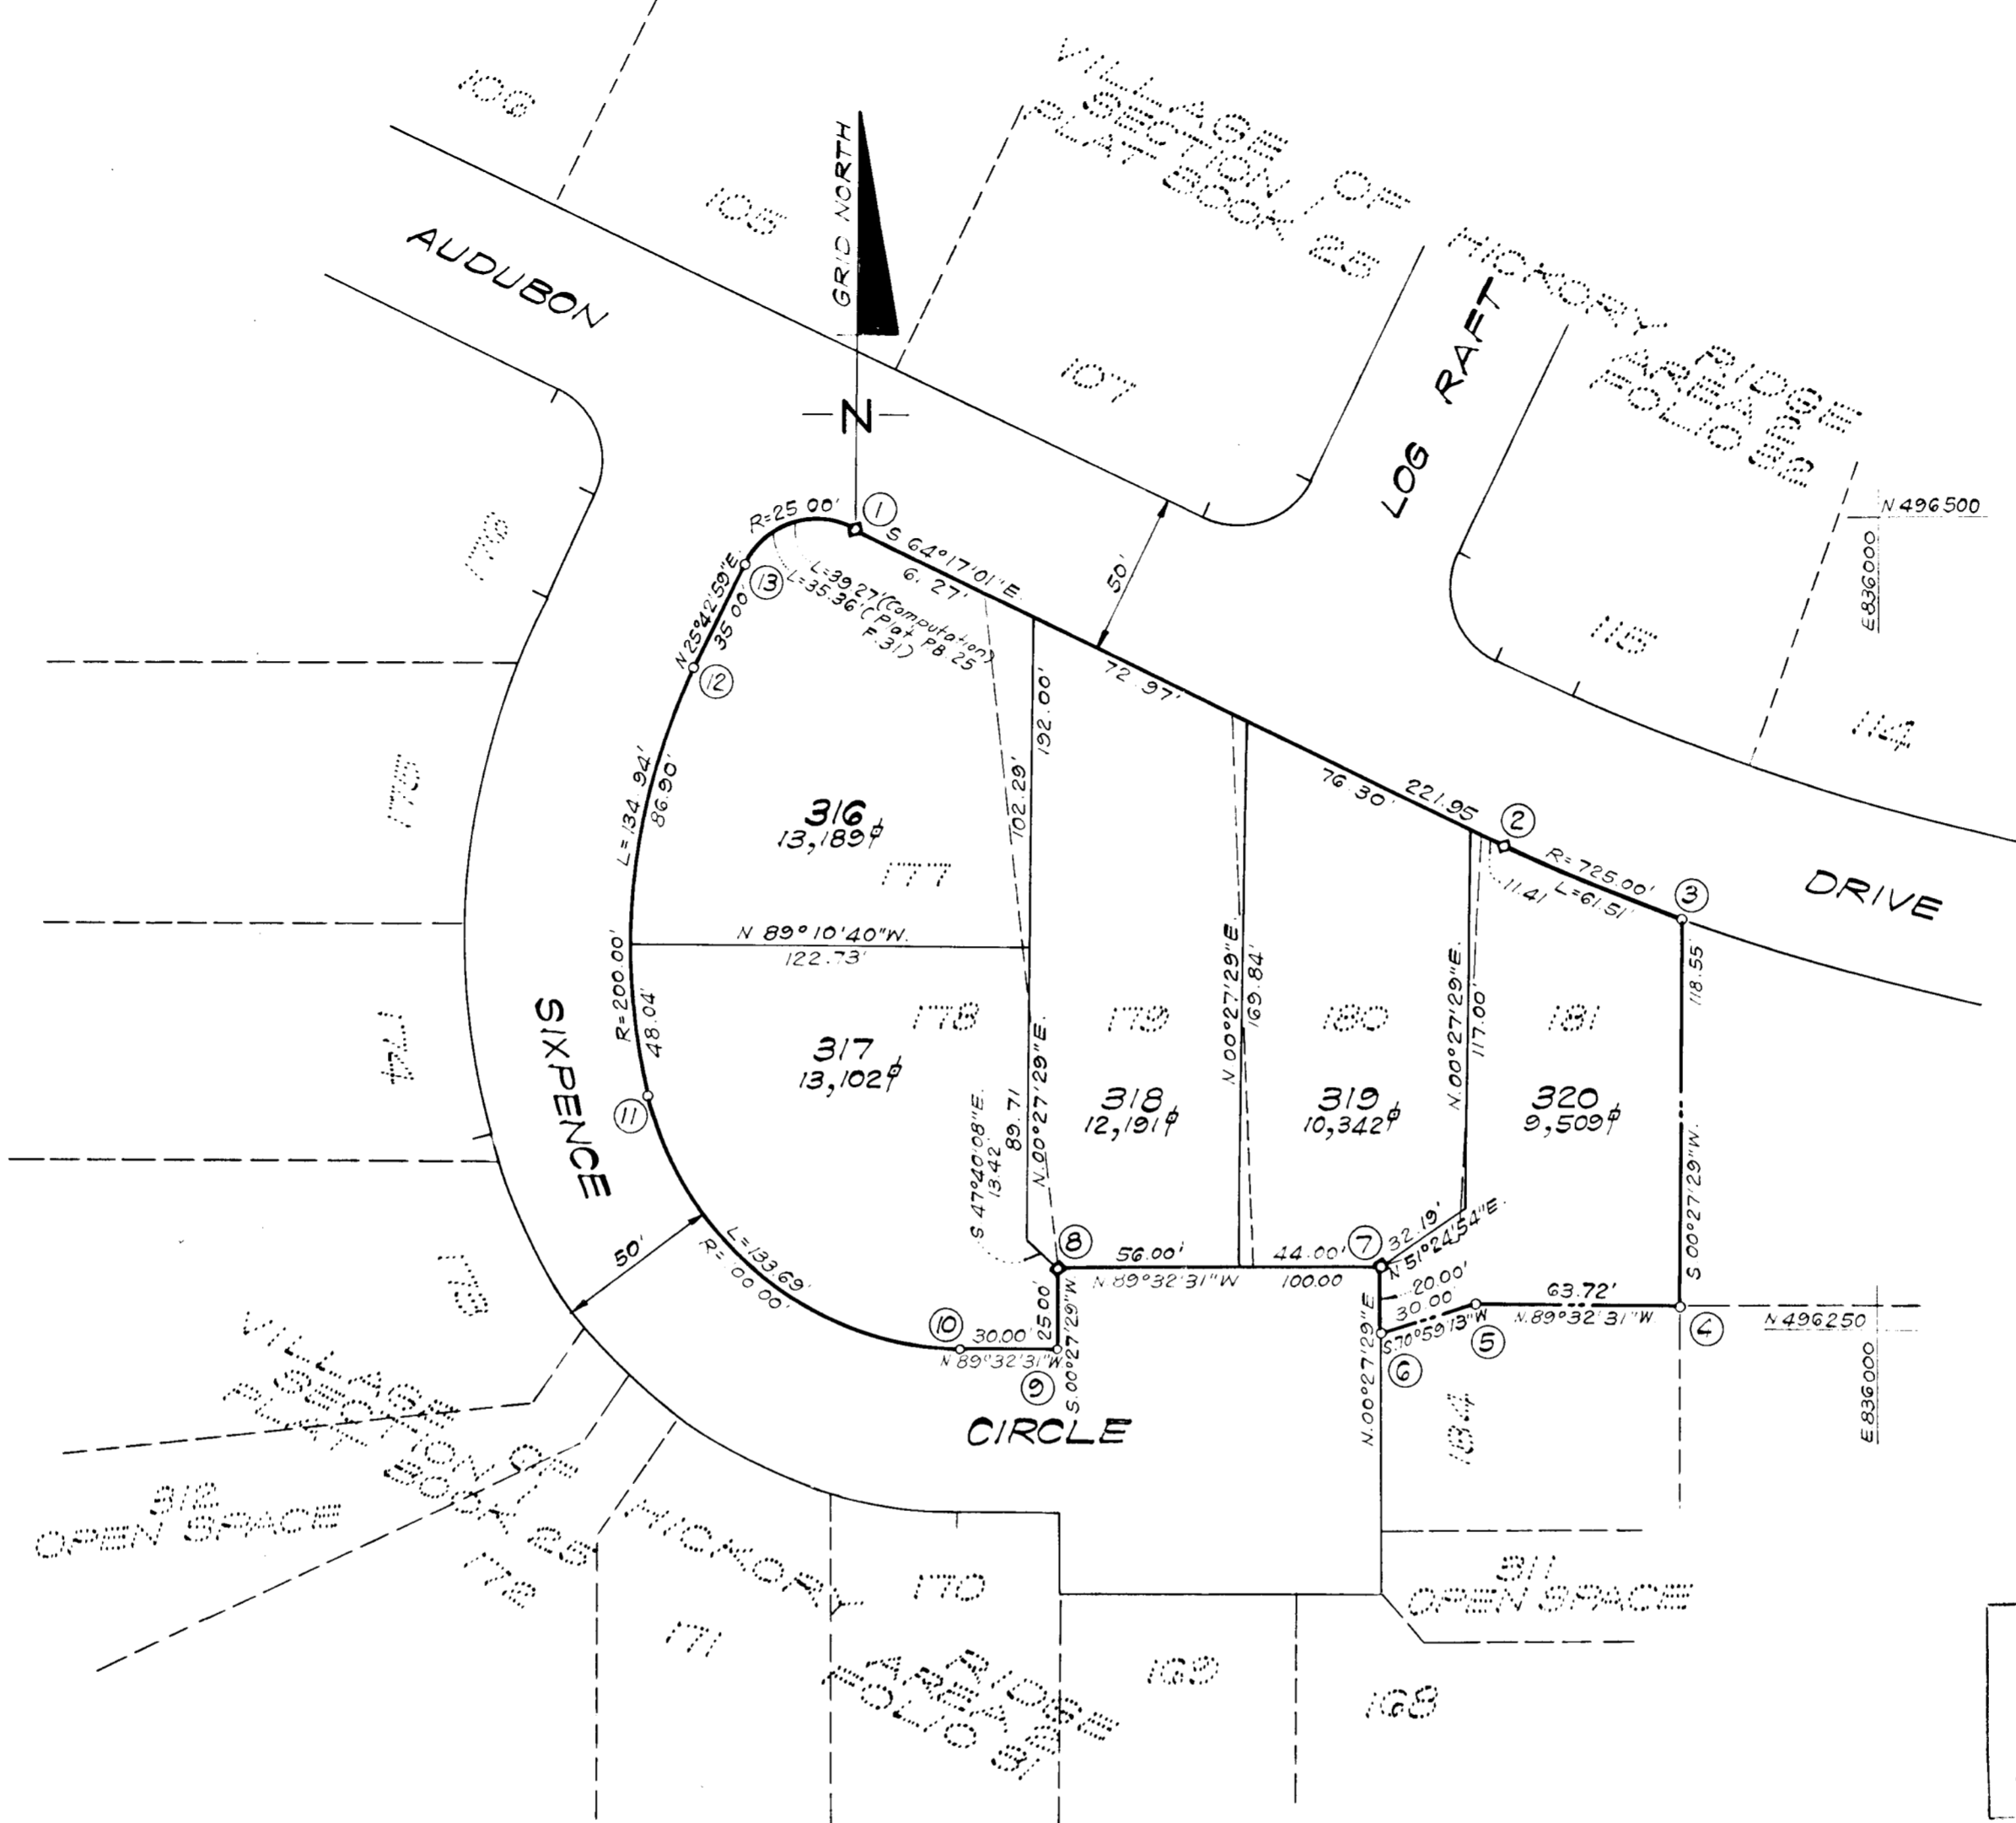 106
VILLAGE OF HICKORY RIDGE
SECTION 1 AREA 2
PLAT BOOK 25 FOLIO 32
105
GRID NORTH
AUDUBON
LOG RAFT
107
N
N 496500
E 836000
R=25.00'
1
S 64°17'01"E.
6.27'
50'
13
L=39.27'(Computation)
L=35.36'(Plat P.B. 25
F.31)
N 25°42'59"E.
35.00'
12
115
114
72.97'
192.00'
102.29'
76.30'
221.95
2
R=725.00'
L=61.51'
11.41
3
DRIVE
175
L=134.94'
86.90'
316
13,189
177
118.55'
N 89°10'40"W.
122.73'
R=200.00'
48.04'
N 00°27'29"E.
169.84'
N.00°27'29"E.
117.00'
174
SIXPENCE
178
179
180
181
317
13,102
318
12,191
319
10,342
320
9,509
11
S 47°40'08"E.
13.42'
89.71
N.00°27'29"E.
S 00°27'29"W.
173
50'
L=133.69'
8
56.00'
44.00'
7
32.19'
N 51°24'54"E.
N 89°32'31"W
100.00
20.00'
30.00'
S.70°59'13"W
63.72'
N.89°32'31"W.
4
N 496250
E 836000
10
30.00'
N 89°32'31"W.
25.00'
S.00°27'29"W.
9
N.00°27'29"E
6
5
184
CIRCLE
VILLAGE OF HICKORY RIDGE
SECTION 1 AREA 2
PLAT BOOK 25 FOLIO 31
312
OPEN SPACE
172
171
170
311
OPEN SPACE
169
168